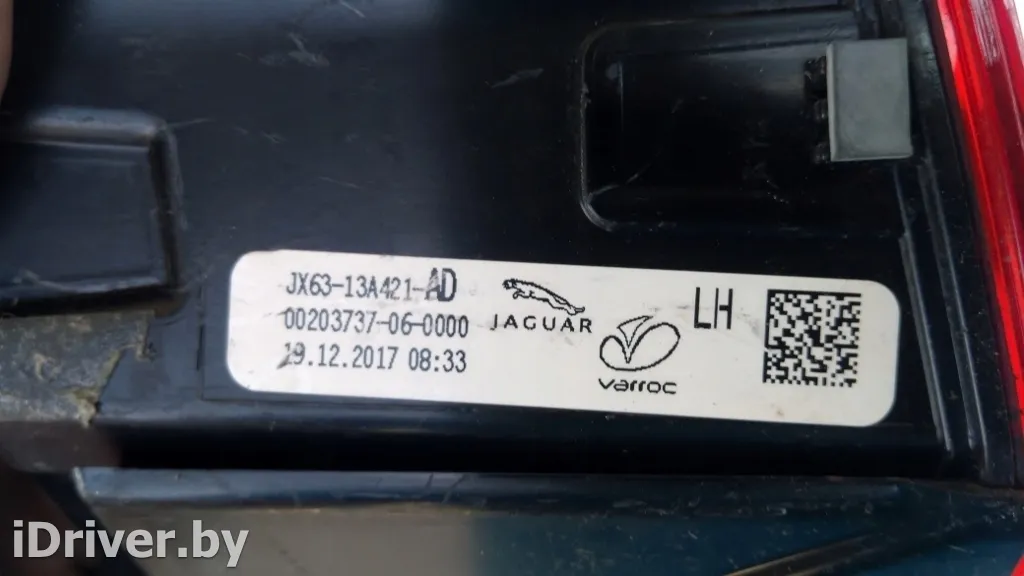 JX63-13A421-AD
00203737-06-0000
19.12.2017 08:33
JAGUAR
varroc
LH
iDriver.by